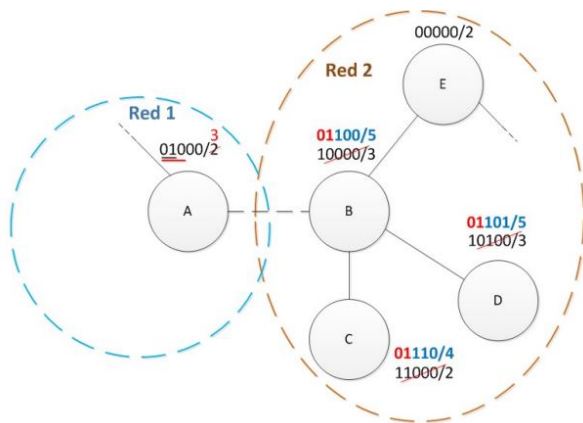 00000/2
E
Red 2
Red 1
3
01000/2
01100/5
10000/3
A
B
01101/5
10100/3
D
C
01110/4
11000/2